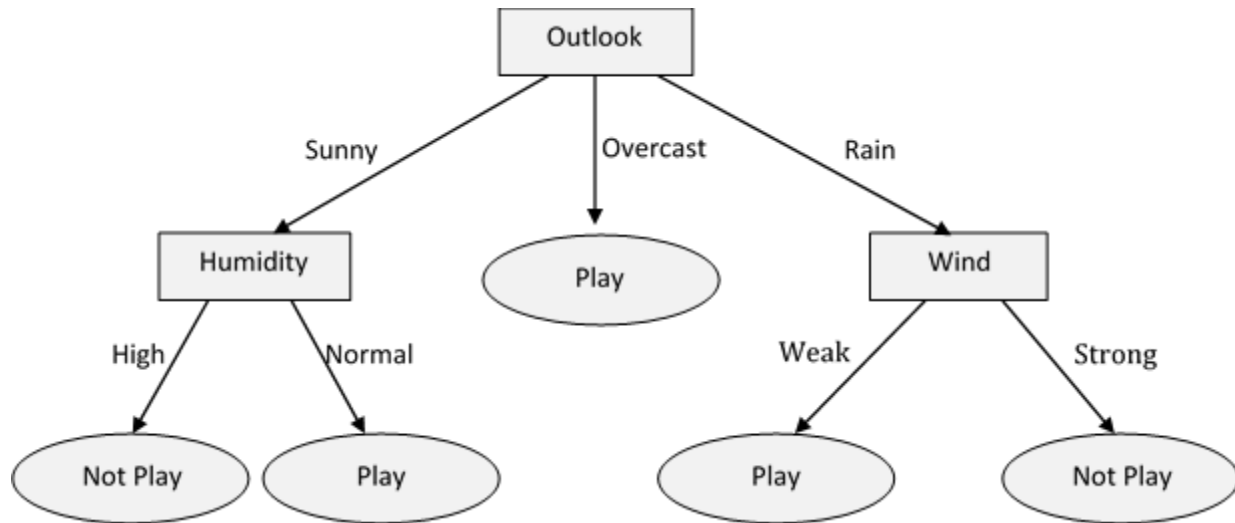 Outlook
Sunny
Overcast
Rain
Humidity
Play
Wind
High
Normal
Weak
Strong
Not Play
Play
Play
Not Play